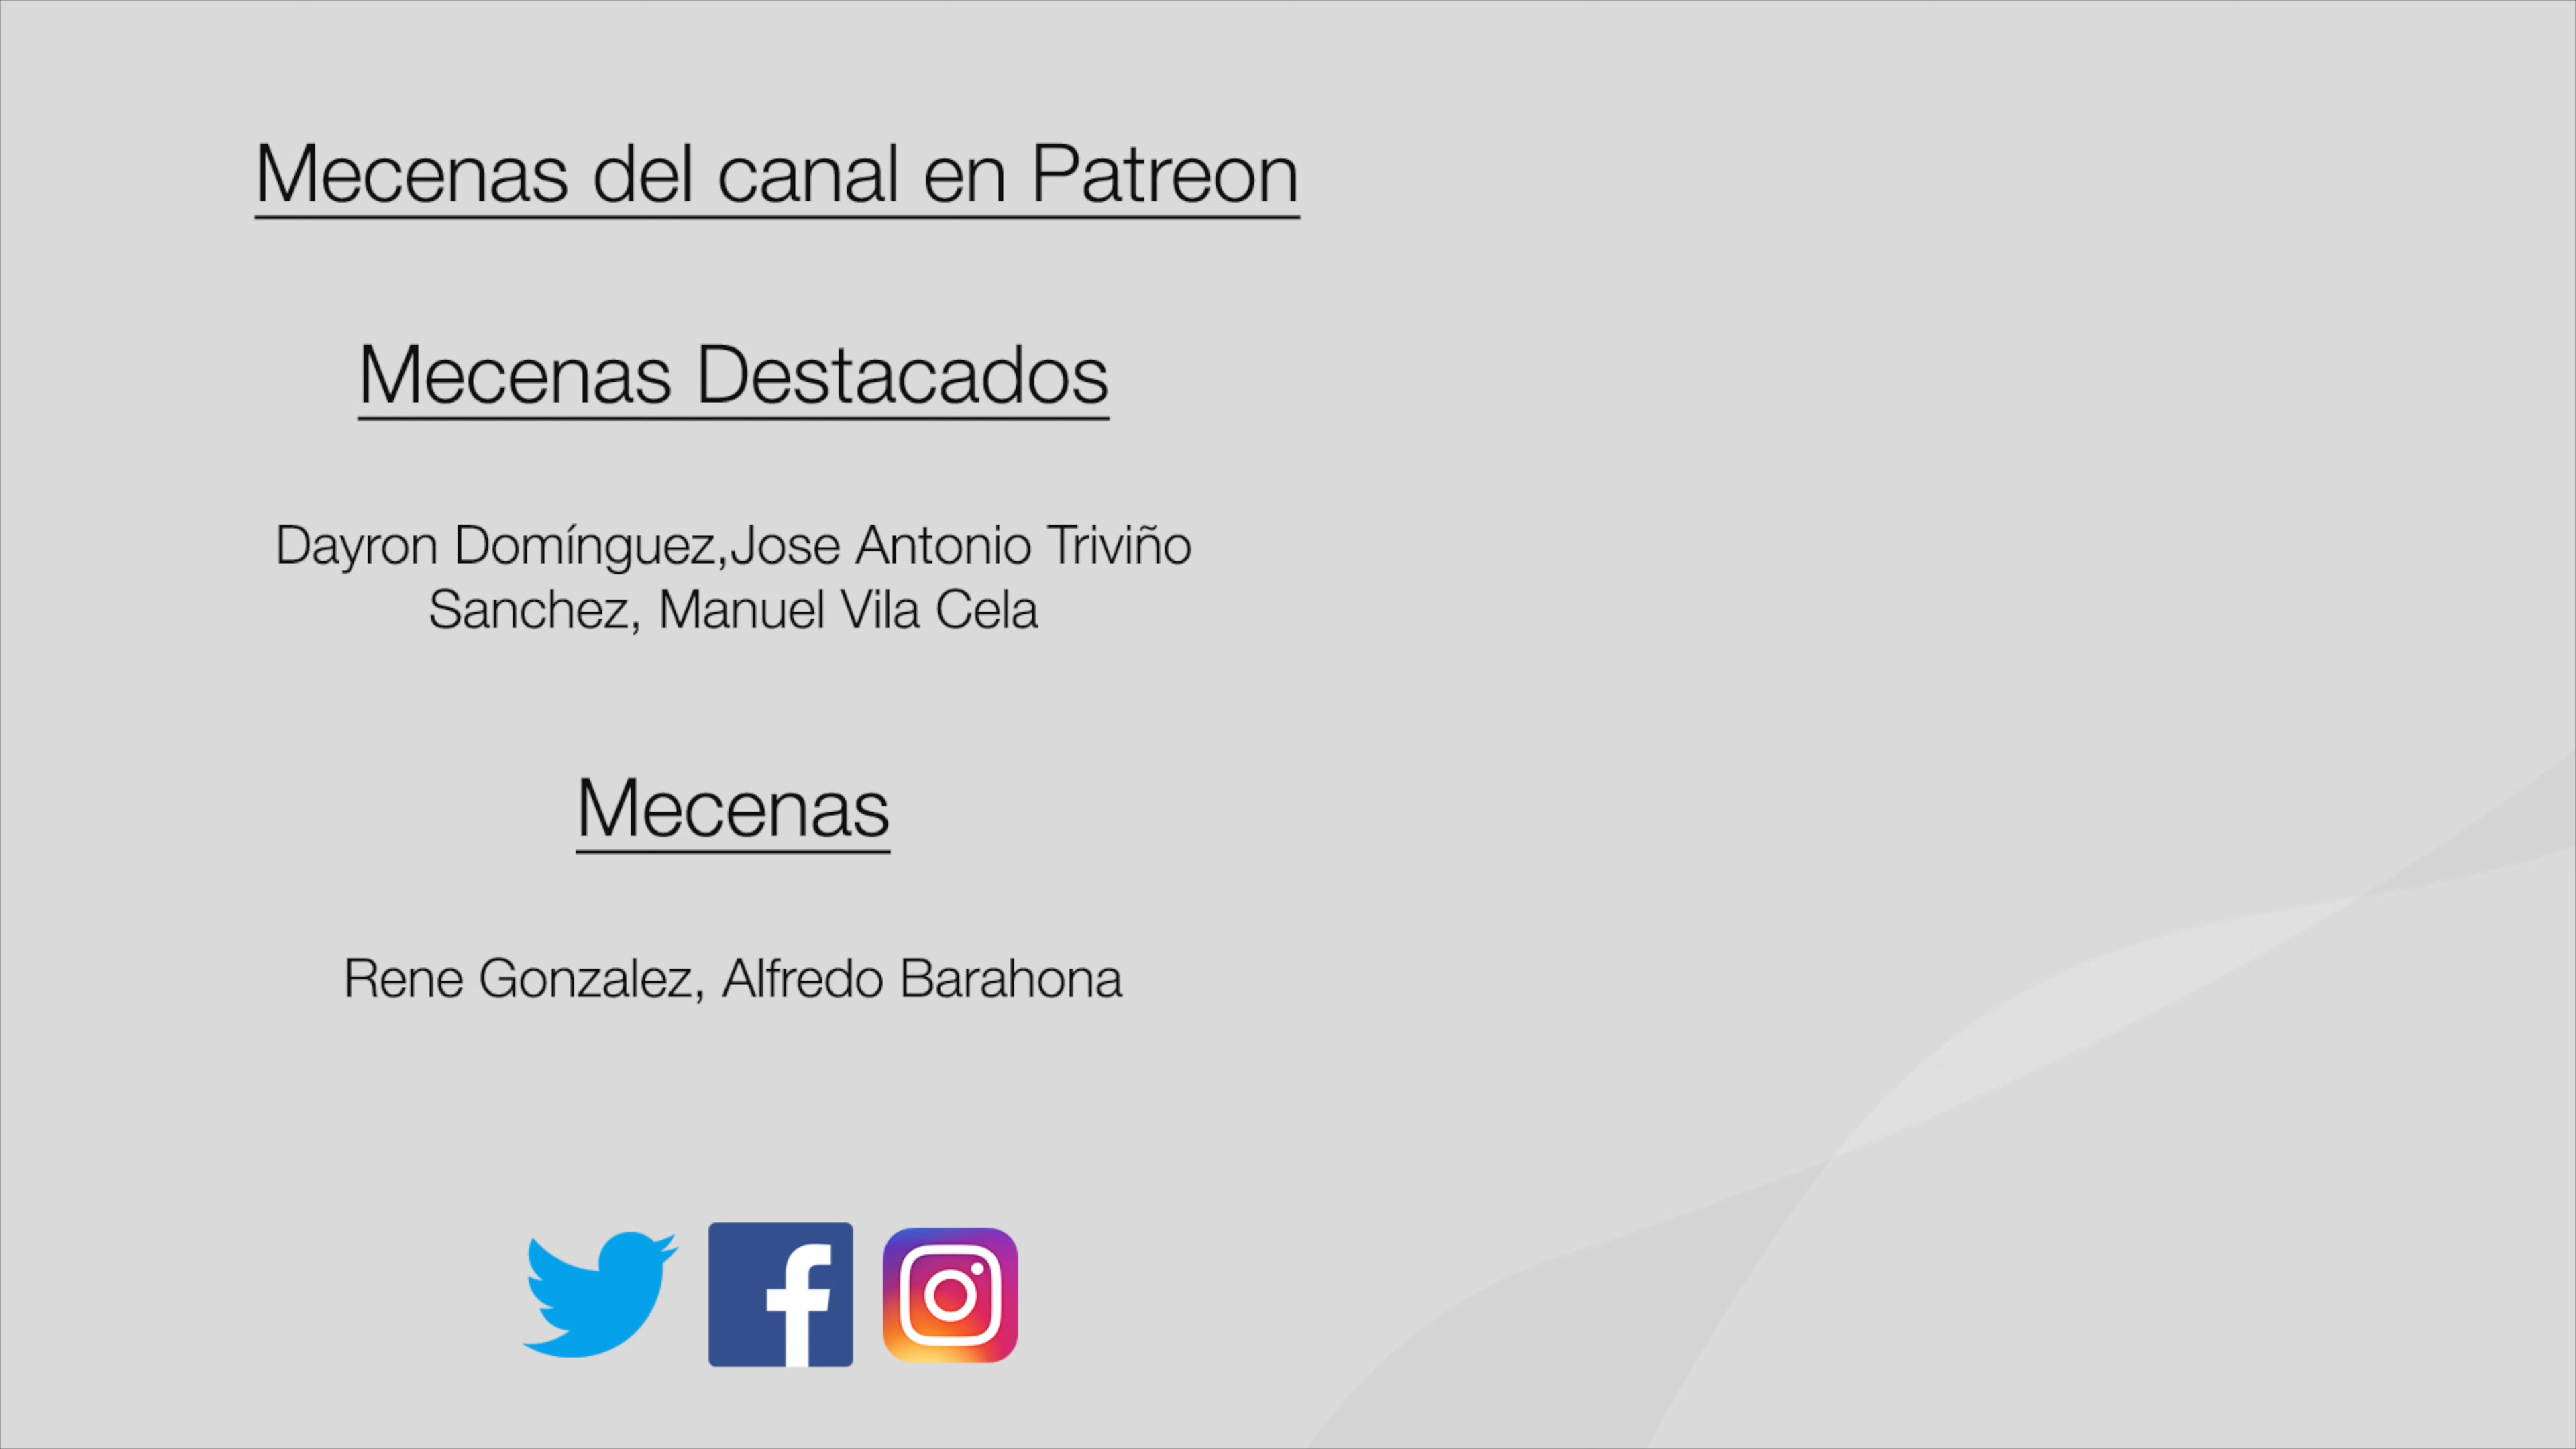 Mecenas del canal en Patreon
Mecenas Destacados
Dayron Domínguez,Jose Antonio Triviño
Sanchez, Manuel Vila Cela
Mecenas
Rene Gonzalez, Alfredo Barahona